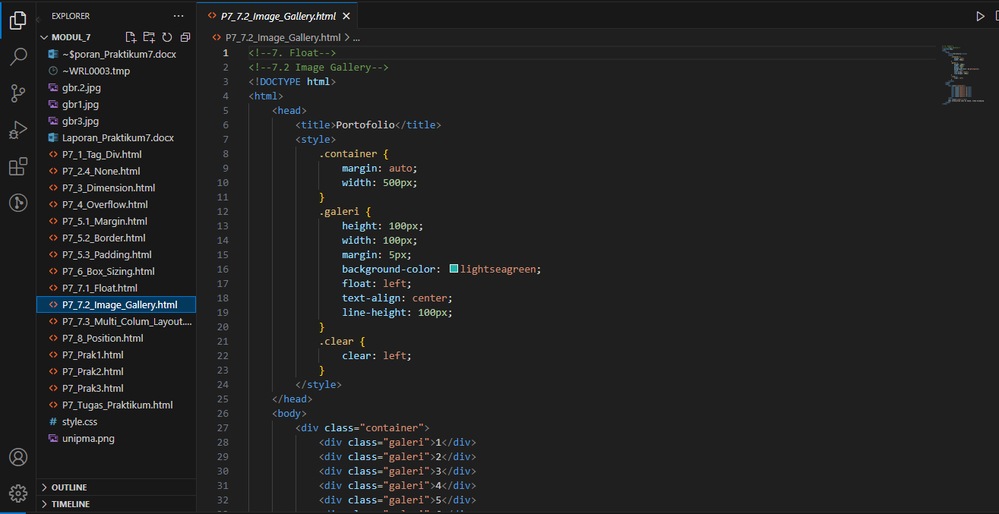 EXPLORER
MODUL_7
~$poran_Praktikum7.docx
~WRL0003.tmp
gbr.2.jpg
gbr1.jpg
gbr3.jpg
Laporan_Praktikum7.docx
P7_1_Tag_Div.html
P7_2.4_None.html
P7_3_Dimension.html
P7_4_Overflow.html
P7_5.1_Margin.html
P7_5.2_Border.html
P7_5.3_Padding.html
P7_6_Box_Sizing.html
P7_7.1_Float.html
P7_7.2_Image_Gallery.html
P7_7.3_Multi_Colum_Layout....
P7_8_Position.html
P7_Prak1.html
P7_Prak2.html
P7_Prak3.html
P7_Tugas_Praktikum.html
# style.css
unipma.png
OUTLINE
TIMELINE
P7_7.2_Image_Gallery.html
P7_7.2_Image_Gallery.html > ...
1 <!--7. Float-->
2 <!--7.2 Image Gallery-->
3 <!DOCTYPE html>
4 <html>
5 <head>
6 <title>Portofolio</title>
7 <style>
8 .container {
9 margin: auto;
10 width: 500px;
11 }
12 .galeri {
13 height: 100px;
14 width: 100px;
15 margin: 5px;
16 background-color: lightseagreen;
17 float: left;
18 text-align: center;
19 line-height: 100px;
20 }
21 .clear {
22 clear: left;
23 }
24 </style>
25 </head>
26 <body>
27 <div class="container">
28 <div class="galeri">1</div>
29 <div class="galeri">2</div>
30 <div class="galeri">3</div>
31 <div class="galeri">4</div>
32 <div class="galeri">5</div>